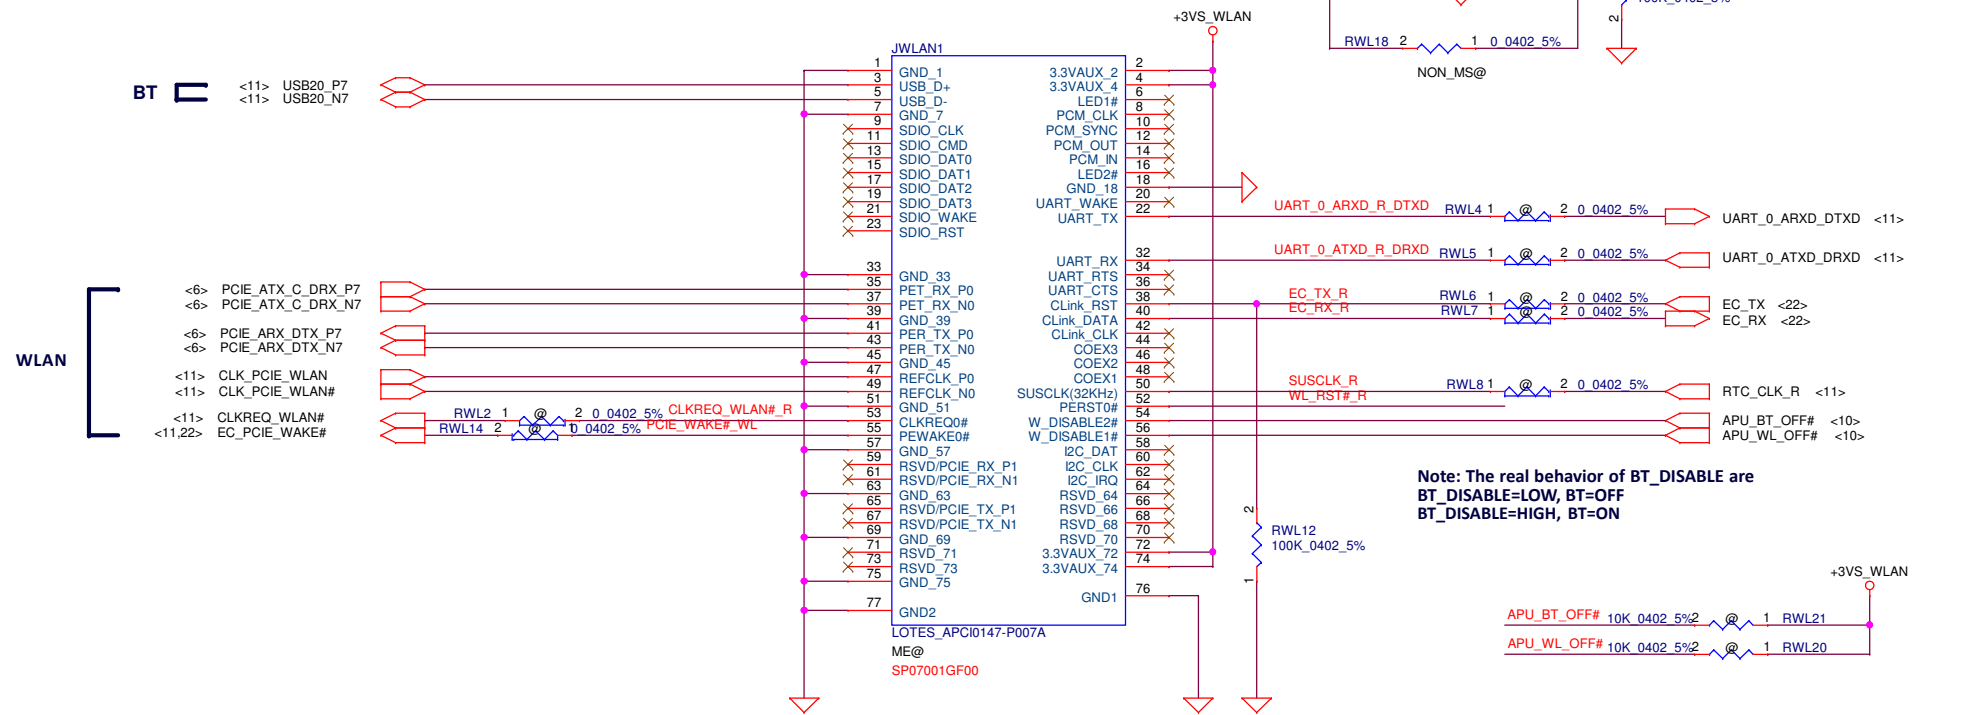 100K_0402_5%
2
+3VS_WLAN
RWL18 2 1 0_0402_5%
NON_MS@
JWLAN1
BT
<11> USB20_P7
<11> USB20_N7
1 GND_1
3 USB_D+
5 USB_D-
7 GND_7
9 SDIO_CLK
11 SDIO_CMD
13 SDIO_DAT0
15 SDIO_DAT1
17 SDIO_DAT2
19 SDIO_DAT3
21 SDIO_WAKE
23 SDIO_RST
33 GND_33
35 PET_RX_P0
37 PET_RX_N0
39 GND_39
41 PER_TX_P0
43 PER_TX_N0
45 GND_45
47 REFCLK_P0
49 REFCLK_N0
51 GND_51
53 CLKREQ0#
55 PEWAKE0#
57 GND_57
59 RSVD/PCIE_RX_P1
61 RSVD/PCIE_RX_N1
63 GND_63
65 RSVD/PCIE_TX_P1
67 RSVD/PCIE_TX_N1
69 GND_69
71 RSVD_71
73 RSVD_73
75 GND_75
77 GND2
3.3VAUX_2 2
3.3VAUX_4 4
LED1# 6
PCM_CLK 8
PCM_SYNC 10
PCM_OUT 12
PCM_IN 14
LED2# 16
GND_18 18
UART_WAKE 20
UART_TX 22
UART_RX 32
UART_RTS 34
UART_CTS 36
CLink_RST 38
CLink_DATA 40
CLink_CLK 42
COEX3 44
COEX2 46
COEX1 48
SUSCLK(32KHz) 50
PERST0# 52
W_DISABLE2# 54
W_DISABLE1# 56
I2C_DAT 58
I2C_CLK 60
I2C_IRQ 62
RSVD_64 64
RSVD_66 66
RSVD_68 68
RSVD_70 70
3.3VAUX_72 72
3.3VAUX_74 74
GND1 76
LOTES_APCI0147-P007A
ME@
SP07001GF00
WLAN
<6> PCIE_ATX_C_DRX_P7
<6> PCIE_ATX_C_DRX_N7
<6> PCIE_ARX_DTX_P7
<6> PCIE_ARX_DTX_N7
<11> CLK_PCIE_WLAN
<11> CLK_PCIE_WLAN#
<11> CLKREQ_WLAN# RWL2 1 @ 2 0_0402_5% CLKREQ_WLAN#_R
<11,22> EC_PCIE_WAKE# RWL14 2 @ 1 0_0402_5% PCIE_WAKE#_WL
UART_0_ARXD_R_DTXD RWL4 1 @ 2 0_0402_5% UART_0_ARXD_DTXD <11>
UART_0_ATXD_R_DRXD RWL5 1 @ 2 0_0402_5% UART_0_ATXD_DRXD <11>
EC_TX_R RWL6 1 @ 2 0_0402_5% EC_TX <22>
EC_RX_R RWL7 1 @ 2 0_0402_5% EC_RX <22>
SUSCLK_R RWL8 1 @ 2 0_0402_5% RTC_CLK_R <11>
WL_RST#_R
APU_BT_OFF# <10>
APU_WL_OFF# <10>
Note: The real behavior of BT_DISABLE are
BT_DISABLE=LOW, BT=OFF
BT_DISABLE=HIGH, BT=ON
2
RWL12
100K_0402_5%
1
+3VS_WLAN
APU_BT_OFF# 10K_0402_5% 2 @ 1 RWL21
APU_WL_OFF# 10K_0402_5% 2 @ 1 RWL20